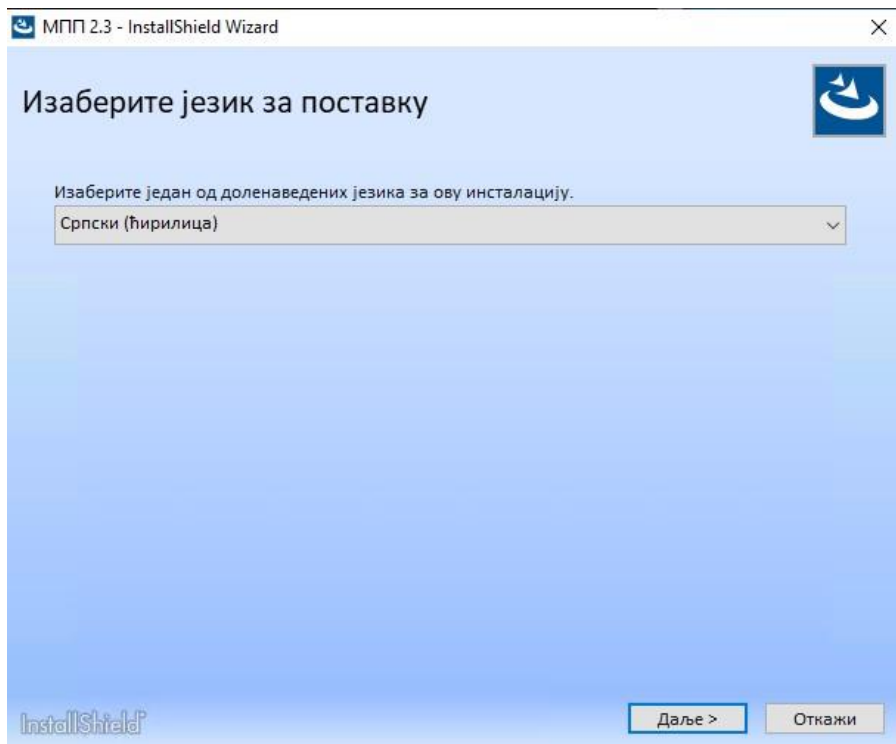 МПП 2.3 - InstallShield Wizard
Изаберите језик за поставку
Изаберите један од доленаведених језика за ову инсталацију.
Српски (ћирилица)
InstallShield®
Даље >
Откажи